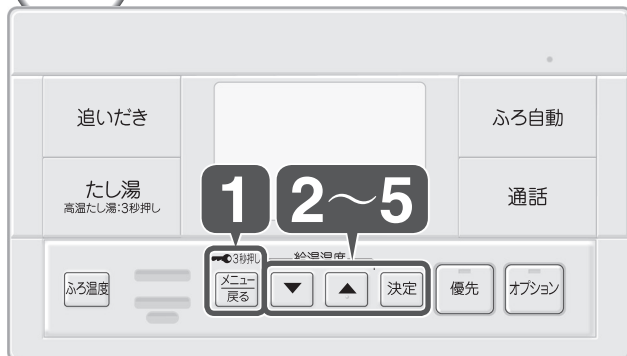 追いだき
ふろ自動
たし湯
高温たし湯:3秒押し
通話
1
2～5
3秒押し
給湯温度
ふろ温度
メニュー
戻る
▼
▲
決定
優先
オプション